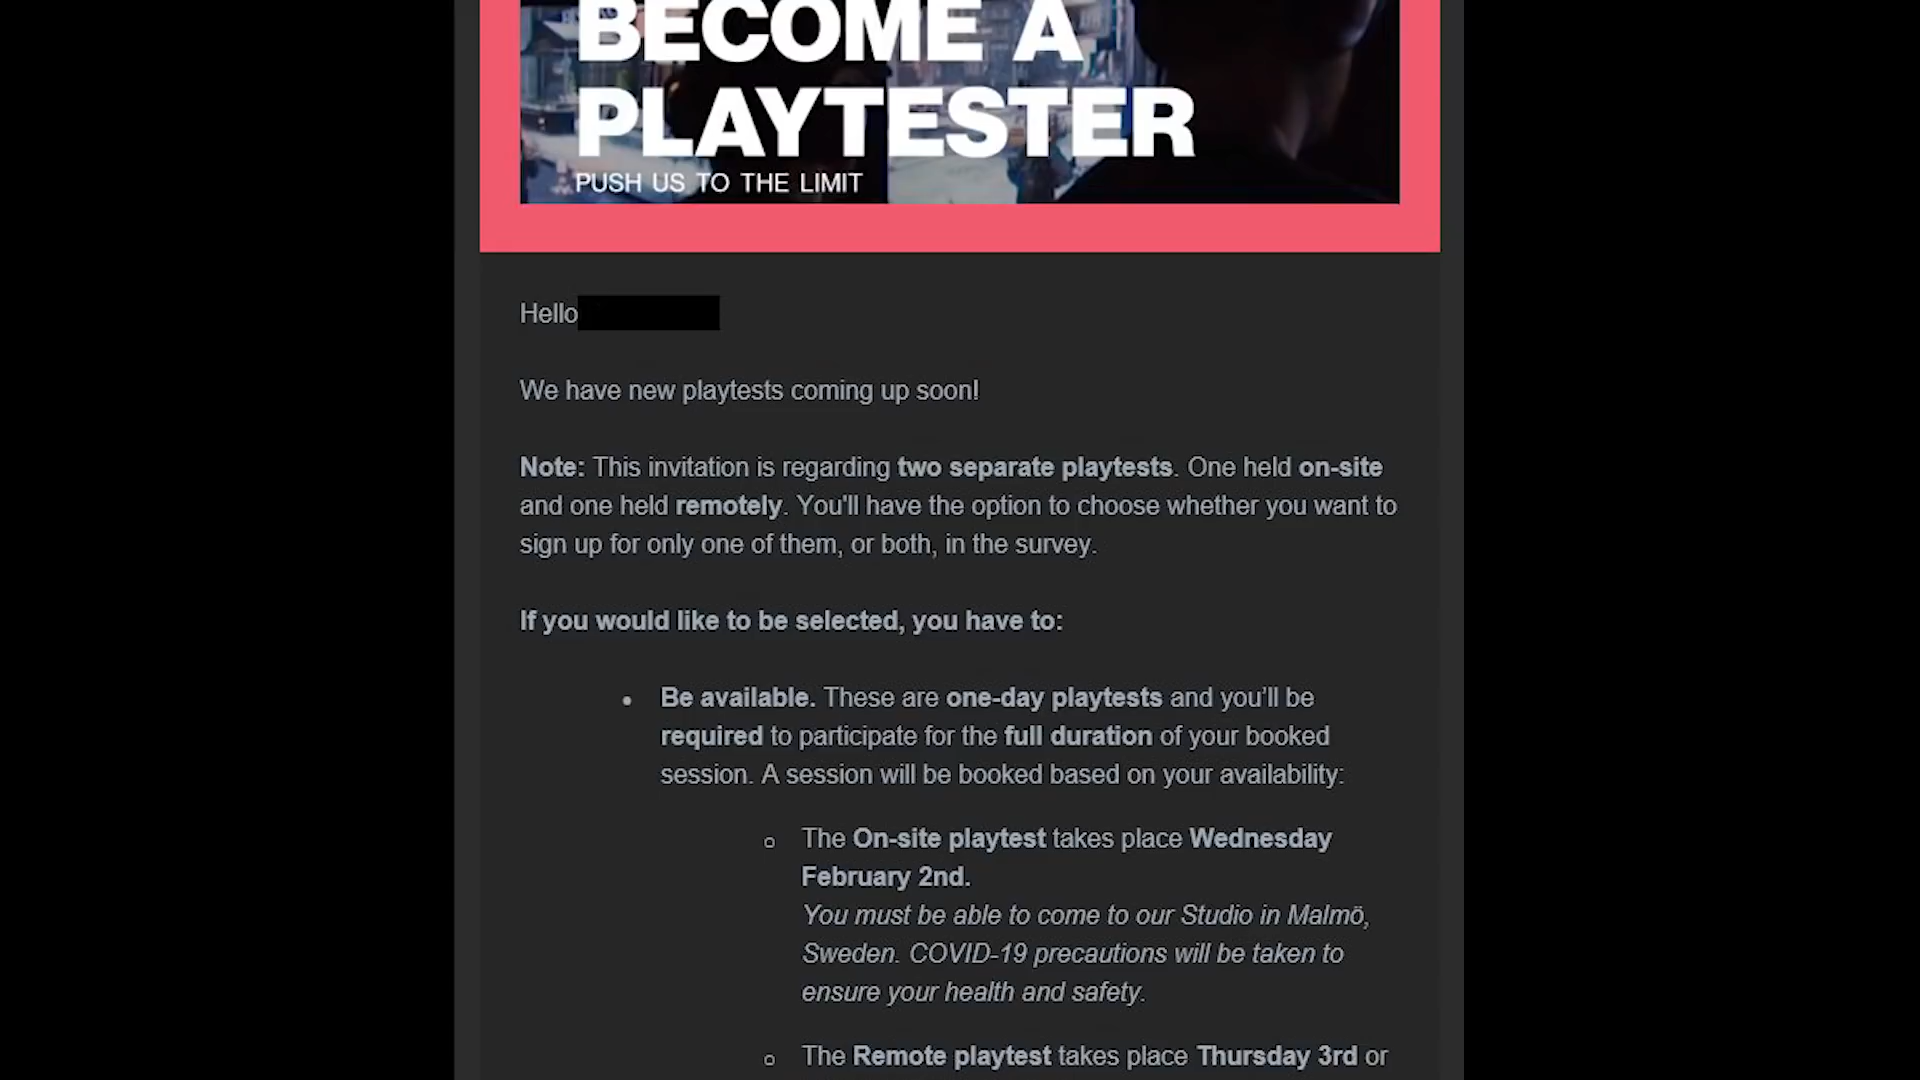 BECOME A
PLAYTESTER
PUSH US TO THE LIMIT
Hello
We have new playtests coming up soon!
Note: This invitation is regarding two separate playtests. One held on-site
and one held remotely. You'll have the option to choose whether you want to
sign up for only one of them, or both, in the survey.
If you would like to be selected, you have to:
• Be available. These are one-day playtests and you’ll be
required to participate for the full duration of your booked
session. A session will be booked based on your availability:
o The On-site playtest takes place Wednesday
February 2nd.
You must be able to come to our Studio in Malmö,
Sweden. COVID-19 precautions will be taken to
ensure your health and safety.
o The Remote playtest takes place Thursday 3rd or